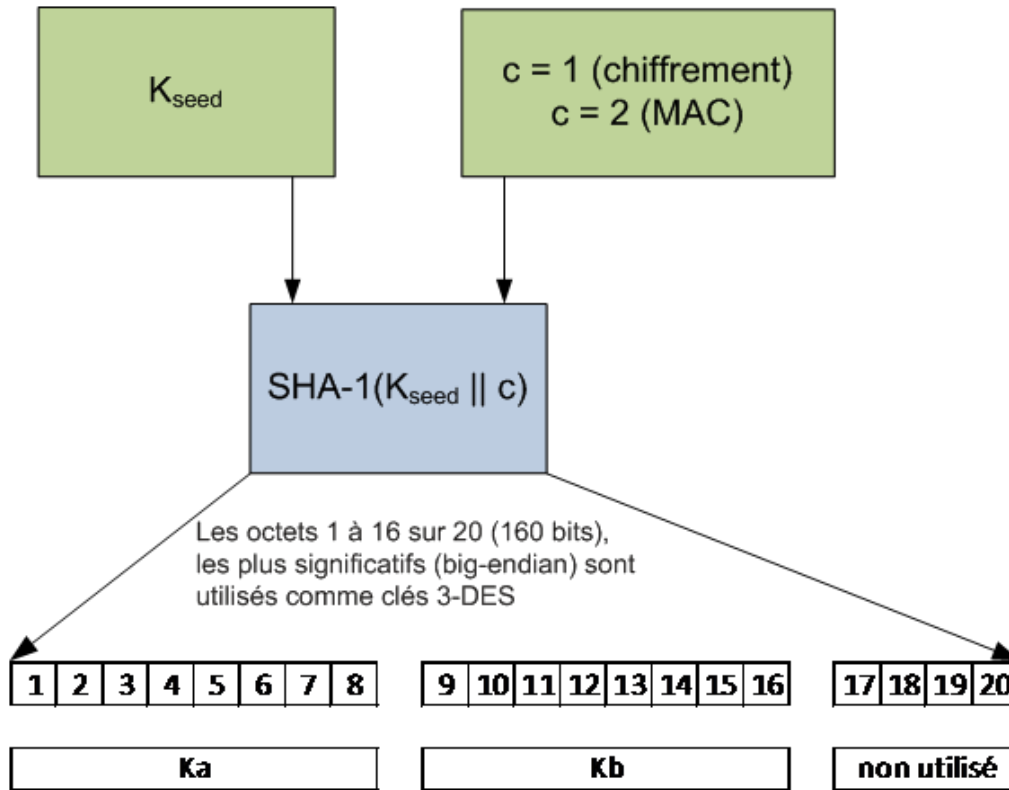 K_seed
c = 1 (chiffrement)
c = 2 (MAC)
SHA-1(K_seed || c)
Les octets 1 à 16 sur 20 (160 bits),
les plus significatifs (big-endian) sont
utilisés comme clés 3-DES
1 2 3 4 5 6 7 8 9 10 11 12 13 14 15 16 17 18 19 20
Ka Kb non utilisé